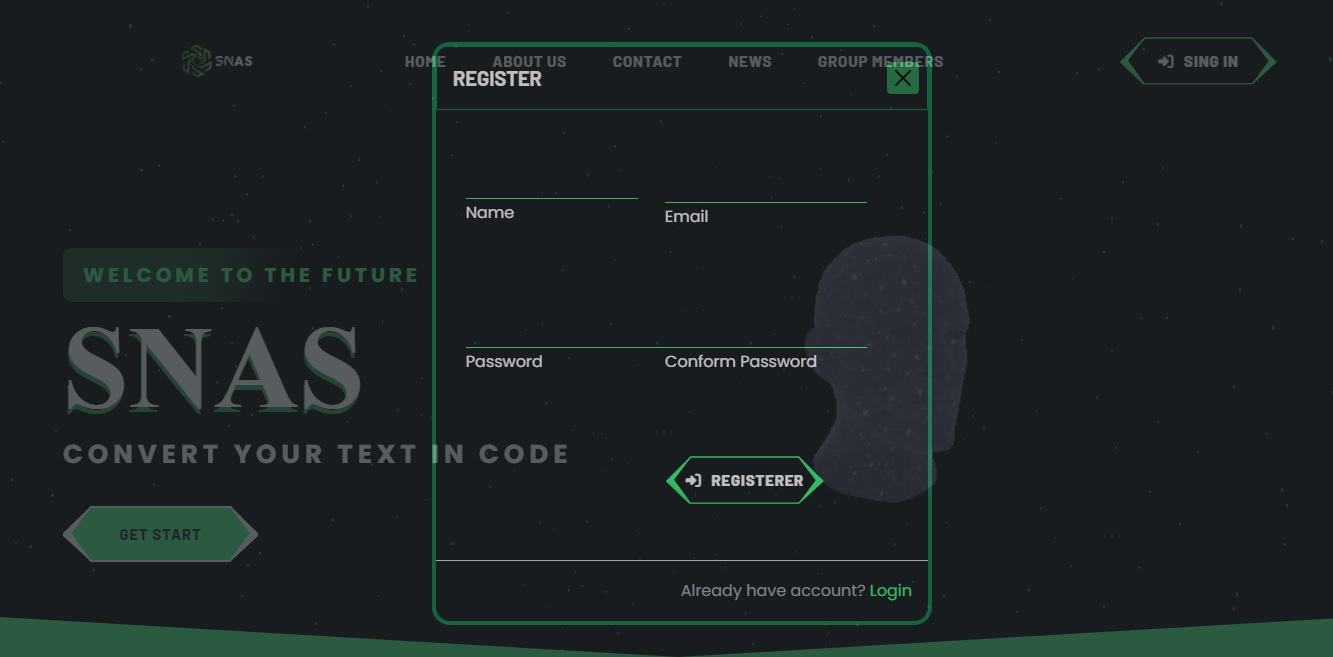 SNAS
HOME ABOUT US CONTACT NEWS GROUP MEMBERS
SING IN
REGISTER
Name Email
Password Conform Password
REGISTERER
Already have account? Login
WELCOME TO THE FUTURE
SNAS
CONVERT YOUR TEXT IN CODE
GET START